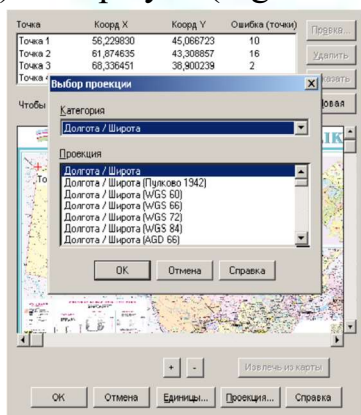 Точка Коорд X Коорд Y Ошибка (точки)
Точка 1 56,229830 45,066723 10
Точка 2 61,874635 43,308857 16
Точка 3 68,336451 38,900239 2
Точка
Правка...
Удалить
Чтобы
Выбор проекции
Категория
Долгота / Широта
Проекция
Долгота / Широта
Долгота / Широта (Пулково 1942)
Долгота / Широта (WGS 60)
Долгота / Широта (WGS 66)
Долгота / Широта (WGS 72)
Долгота / Широта (WGS 84)
Долгота / Широта (AGD 66)
OK Отмена Справка
+ - Извлечь из карты
OK Отмена Единицы... Проекция... Справка